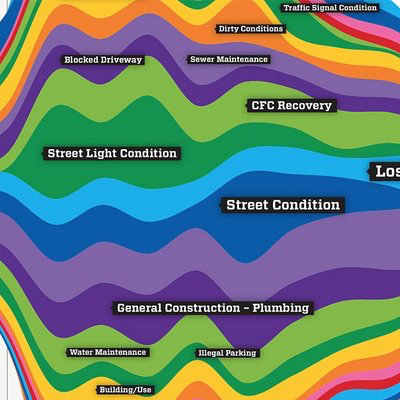 Traffic Signal Condition
Dirty Conditions
Blocked Driveway
Sewer Maintenance
CFC Recovery
Street Light Condition
Los
Street Condition
General Construction – Plumbing
Water Maintenance
Illegal Parking
Building/Use